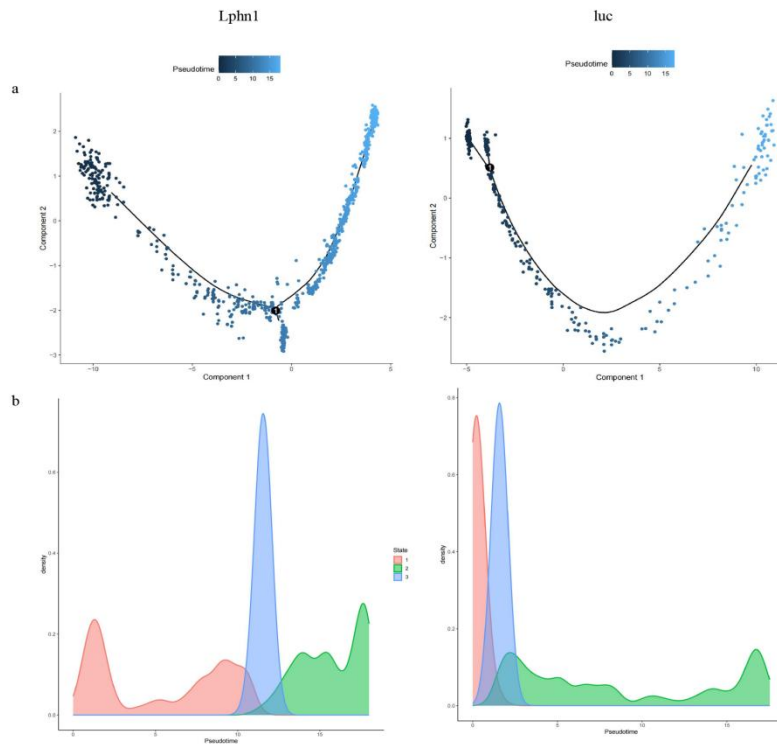 Lphn1 luc
Pseudotime 0 5 10 15
Pseudotime 0 5 10 15
a
2
1
0
−1
−2
−3
Component 2
1
−10 −5 0 5
Component 1
1
0
−1
−2
Component 2
1
−5 0 5 10
Component 1
b
0.6
0.4
0.2
0.0
density
0 5 10 15
Pseudotime
State
1
2
3
0.8
0.6
0.4
0.2
0.0
density
0 5 10 15
Pseudotime